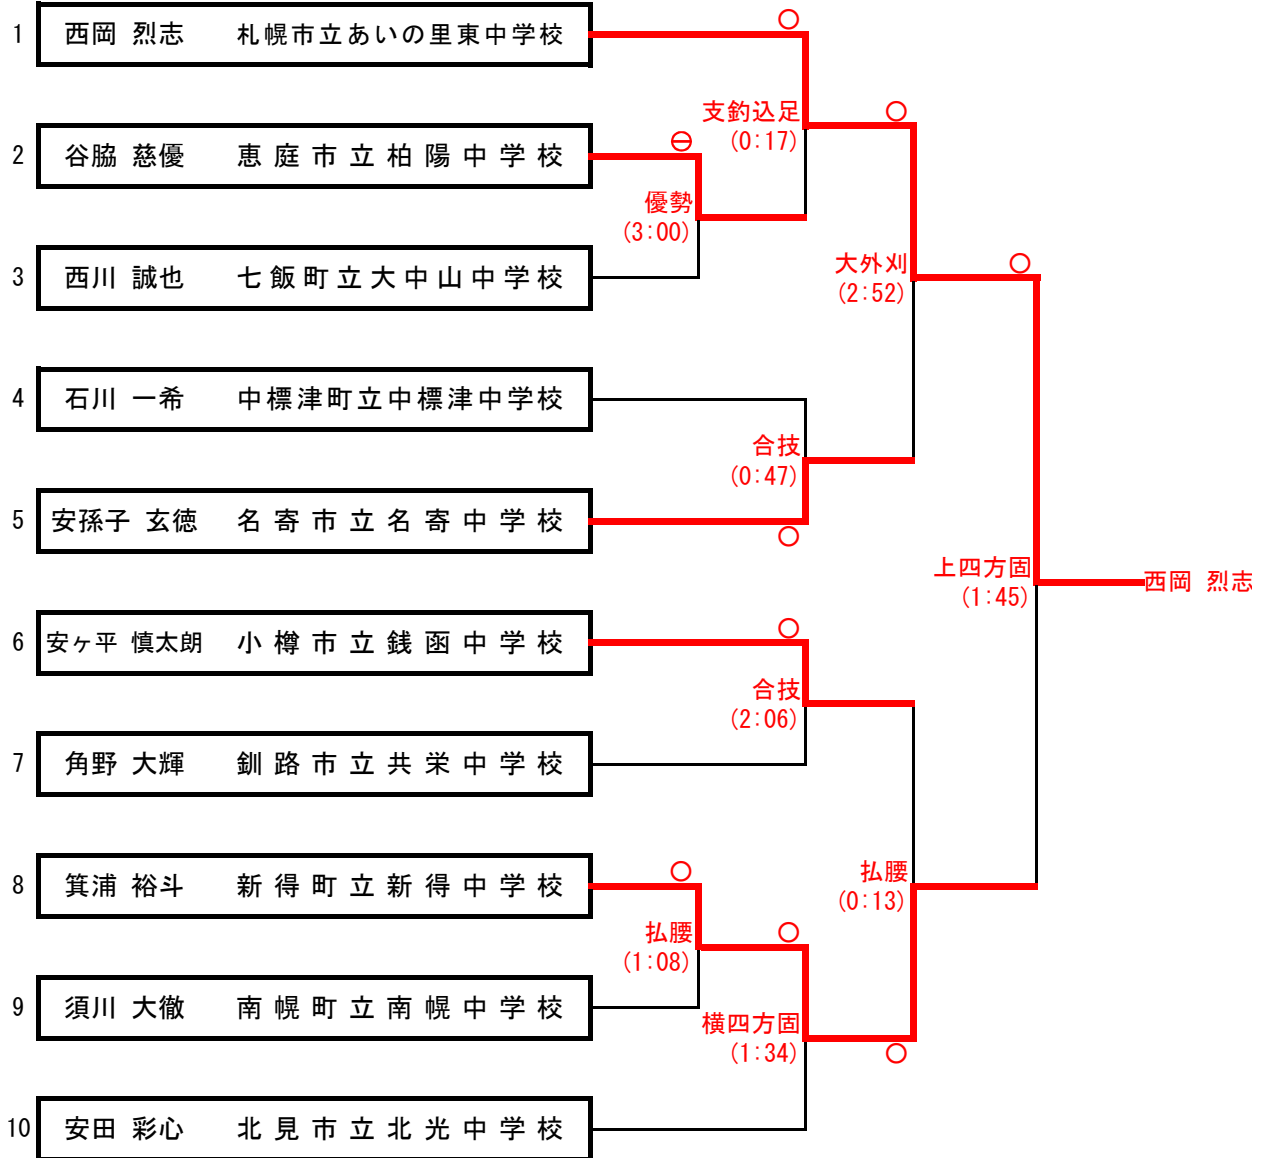 1 西岡 烈志 札幌市立あいの里東中学校
支釣込足
(0:17)
2 谷脇 慈優 恵庭市立柏陽中学校
優勢
(3:00)
3 西川 誠也 七飯町立大中山中学校
大外刈
(2:52)
4 石川 一希 中標津町立中標津中学校
合技
(0:47)
5 安孫子 玄徳 名寄市立名寄中学校
上四方固
(1:45)
西岡 烈志
6 安ヶ平 慎太朗 小樽市立銭函中学校
合技
(2:06)
7 角野 大輝 釧路市立共栄中学校
8 箕浦 裕斗 新得町立新得中学校
払腰
(0:13)
払腰
(1:08)
9 須川 大徹 南幌町立南幌中学校
横四方固
(1:34)
10 安田 彩心 北見市立北光中学校